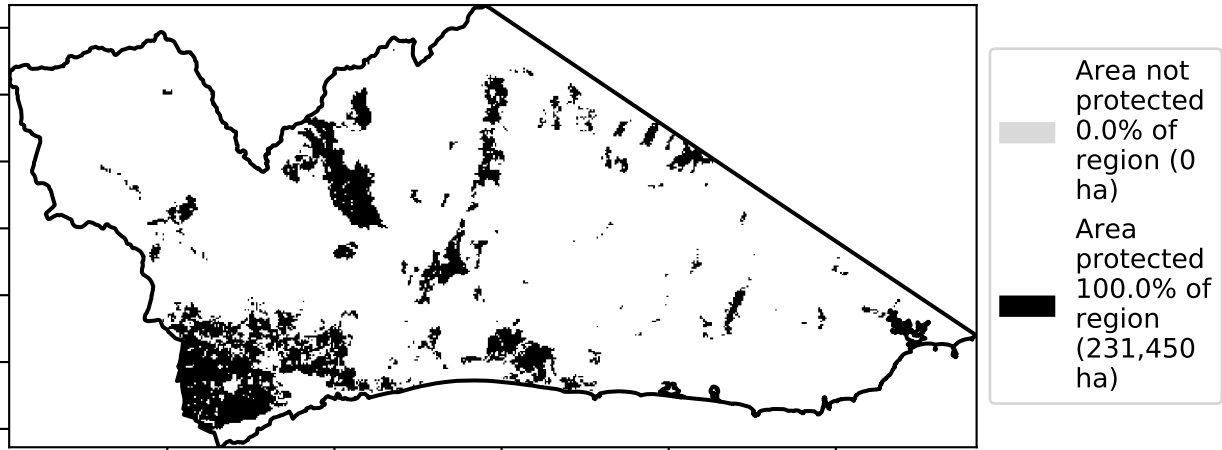 Area not
protected
0.0% of
region (0
ha)
Area
protected
100.0% of
region
(231,450
ha)